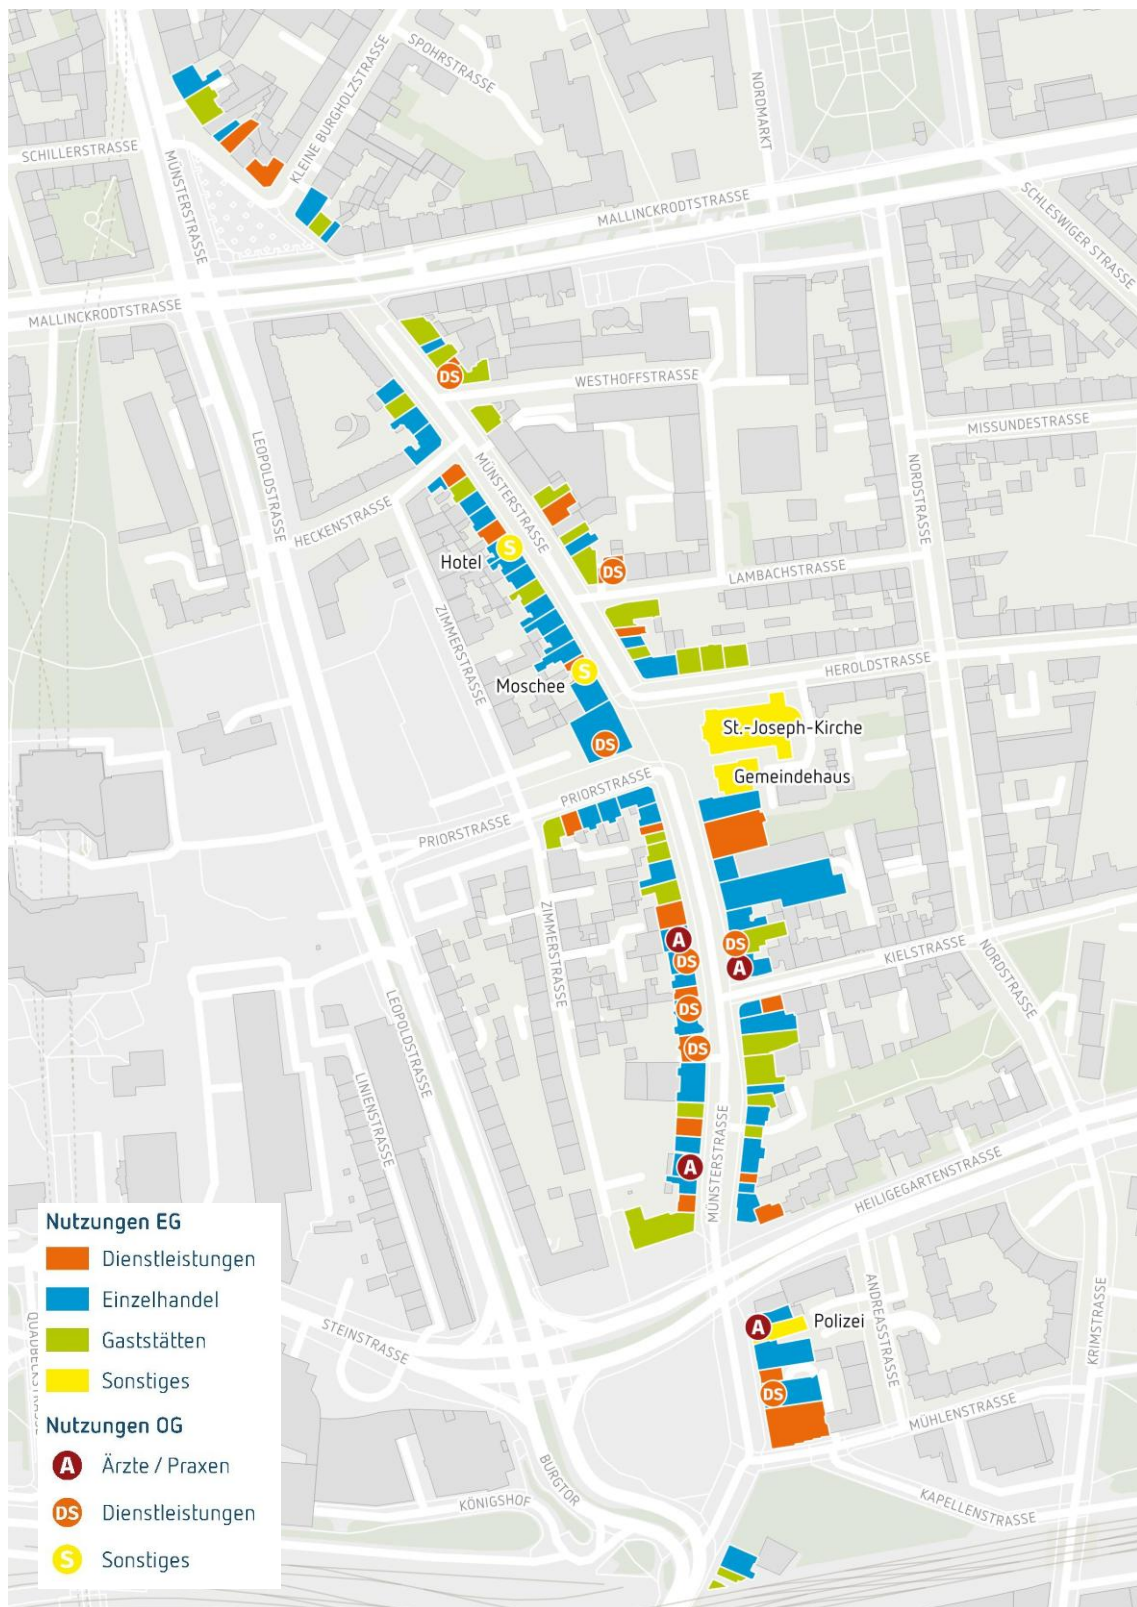 SPOHRSTRASSE
KLEINE BURGHOLZSTRASSE
NORDMARKT
SCHILLERSTRASSE
MÜNSTERSTRASSE
SCHLESWIGER STRASSE
MALLINCKRODTSTRASSE
MALLINCKRODTSTRASSE
DS
WESTHOFFSTRASSE
MISSUNDESTRASSE
LEOPOLDSTRASSE
MÜNSTERSTRASSE
NORDSTRASSE
HECKENSTRASSE
S
Hotel
DS
LAMBACHSTRASSE
ZIMMERSTRASSE
HEROLDSTRASSE
S
Moschee
St.-Joseph-Kirche
DS
Gemeindehaus
PRIORSTRASSE
PRIORSTRASSE
ZIMMERSTRASSE
A
DS
DS
A
KIELSTRASSE
NORDSTRASSE
DS
LEOPOLDSTRASSE
DS
LINIENSTRASSE
MÜNSTERSTRASSE
A
HEILIGEGARTENSTRASSE
Nutzungen EG
Dienstleistungen
Einzelhandel
Gaststätten
Sonstiges
Nutzungen OG
A Ärzte / Praxen
DS Dienstleistungen
S Sonstiges
STEINSTRASSE
A
Polizei
ANDREASSTRASSE
KRIMSTRASSE
DS
MÜHLENSTRASSE
BURGTOR
KÖNIGSHOF
KAPELLENSTRASSE